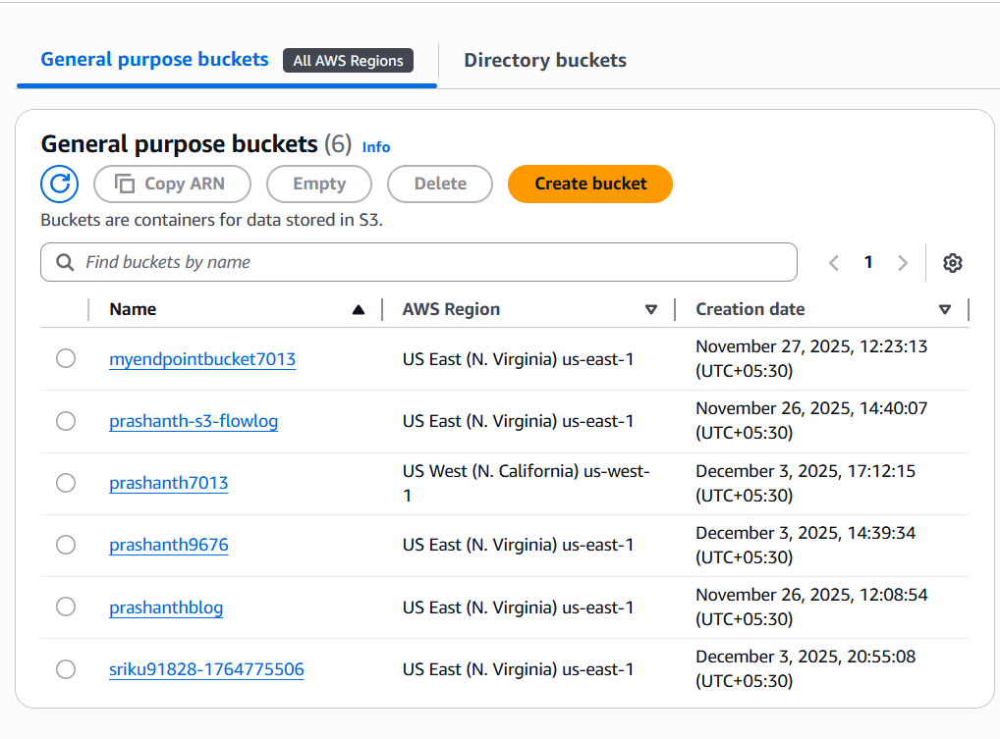 General purpose buckets All AWS Regions Directory buckets
General purpose buckets (6) Info
Copy ARN Empty Delete Create bucket
Buckets are containers for data stored in S3.
Find buckets by name 1
Name AWS Region Creation date
myendpointbucket7013 US East (N. Virginia) us-east-1 November 27, 2025, 12:23:13
(UTC+05:30)
prashanth-s3-flowlog US East (N. Virginia) us-east-1 November 26, 2025, 14:40:07
(UTC+05:30)
prashanth7013 US West (N. California) us-west- December 3, 2025, 17:12:15
1 (UTC+05:30)
prashanth9676 US East (N. Virginia) us-east-1 December 3, 2025, 14:39:34
(UTC+05:30)
prashanthblog US East (N. Virginia) us-east-1 November 26, 2025, 12:08:54
(UTC+05:30)
sriku91828-1764775506 US East (N. Virginia) us-east-1 December 3, 2025, 20:55:08
(UTC+05:30)